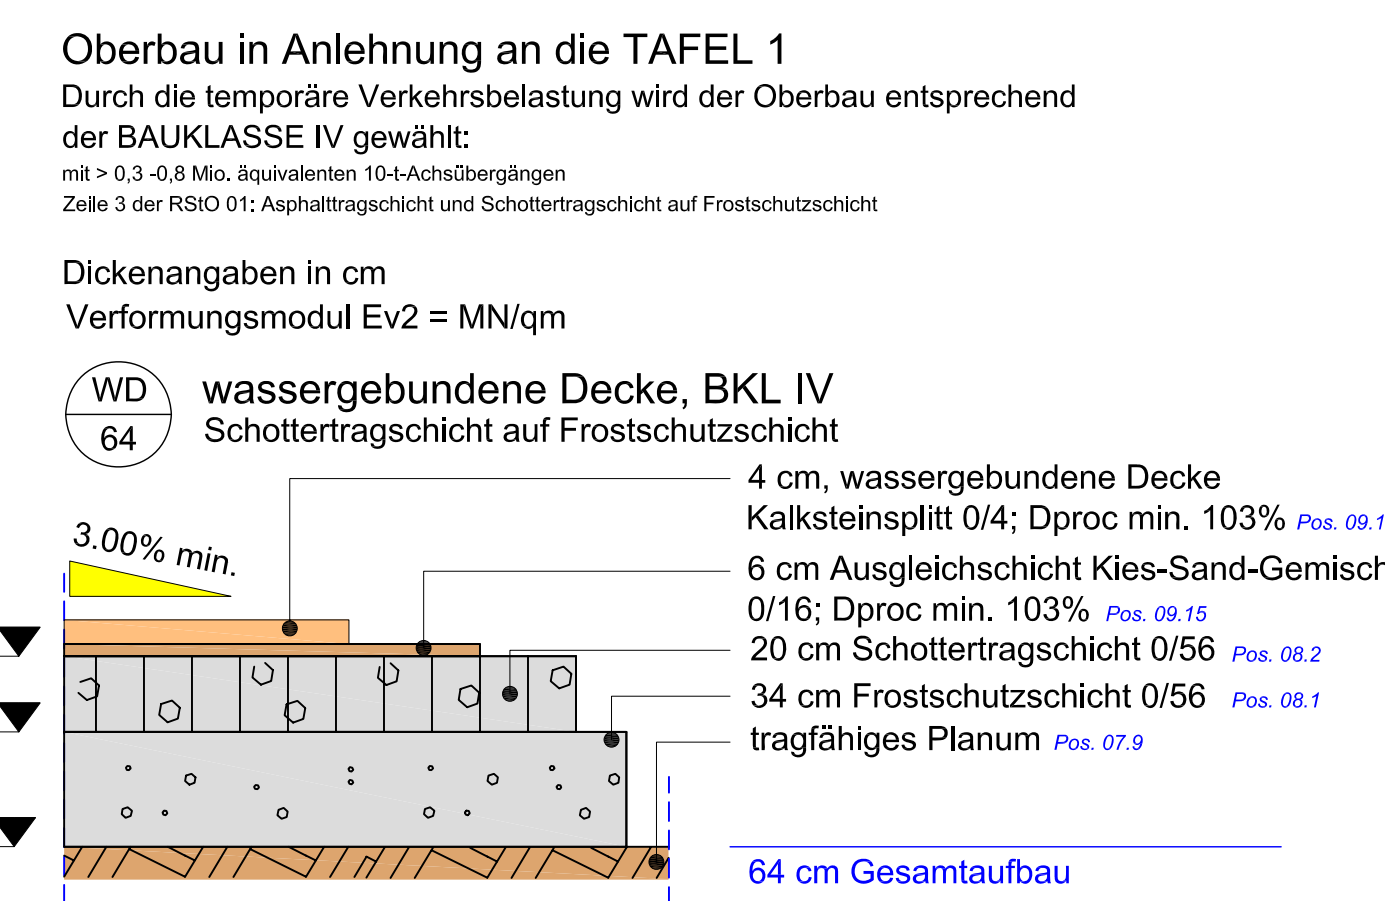 Oberbau in Anlehnung an die TAFEL 1
Durch die temporäre Verkehrsbelastung wird der Oberbau entsprechend
der BAUKLASSE IV gewählt:
mit > 0,3 -0,8 Mio. äquivalenten 10-t-Achsübergängen
Zeile 3 der RStO 01: Asphalttragschicht und Schottertragschicht auf Frostschutzschicht
Dickenangaben in cm
Verformungsmodul Ev2 = MN/qm
WD
64
wassergebundene Decke, BKL IV
Schottertragschicht auf Frostschutzschicht
3.00% min.
4 cm, wassergebundene Decke
Kalksteinsplitt 0/4; Dproc min. 103% Pos. 09.1
6 cm Ausgleichschicht Kies-Sand-Gemisch
0/16; Dproc min. 103% Pos. 09.15
20 cm Schottertragschicht 0/56 Pos. 08.2
34 cm Frostschutzschicht 0/56 Pos. 08.1
tragfähiges Planum Pos. 07.9
64 cm Gesamtaufbau